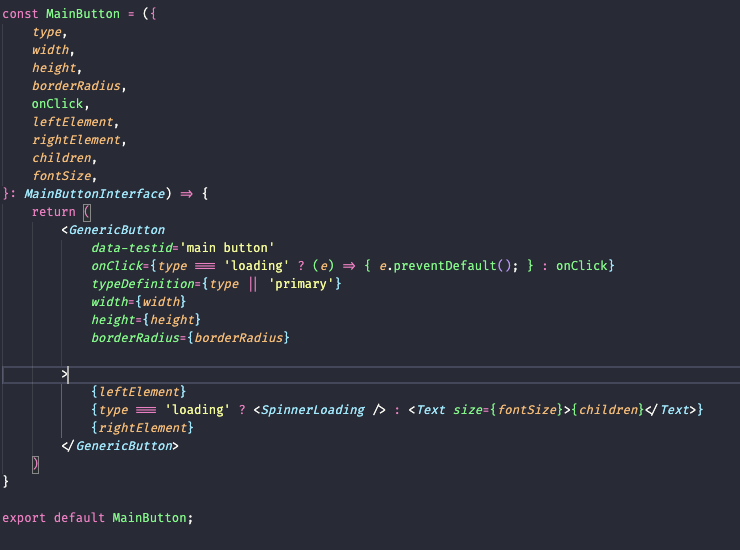 const MainButton = ({
    type,
    width,
    height,
    borderRadius,
    onClick,
    leftElement,
    rightElement,
    children,
    fontSize,
}: MainButtonInterface) => {
    return (
        <GenericButton
            data-testid='main button'
            onClick={type === 'loading' ? (e) => { e.preventDefault(); } : onClick}
            typeDefinition={type || 'primary'}
            width={width}
            height={height}
            borderRadius={borderRadius}
        >
            {leftElement}
            {type === 'loading' ? <SpinnerLoading /> : <Text size={fontSize}>{children}</Text>}
            {rightElement}
        </GenericButton>
    )
}
export default MainButton;